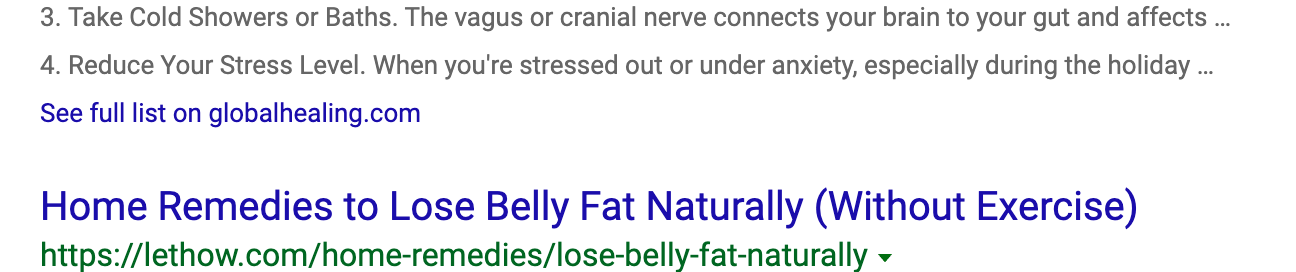 3. Take Cold Showers or Baths. The vagus or cranial nerve connects your brain to your gut and affects ...
4. Reduce Your Stress Level. When you're stressed out or under anxiety, especially during the holiday ...
See full list on globalhealing.com
Home Remedies to Lose Belly Fat Naturally (Without Exercise)
https://lethow.com/home-remedies/lose-belly-fat-naturally